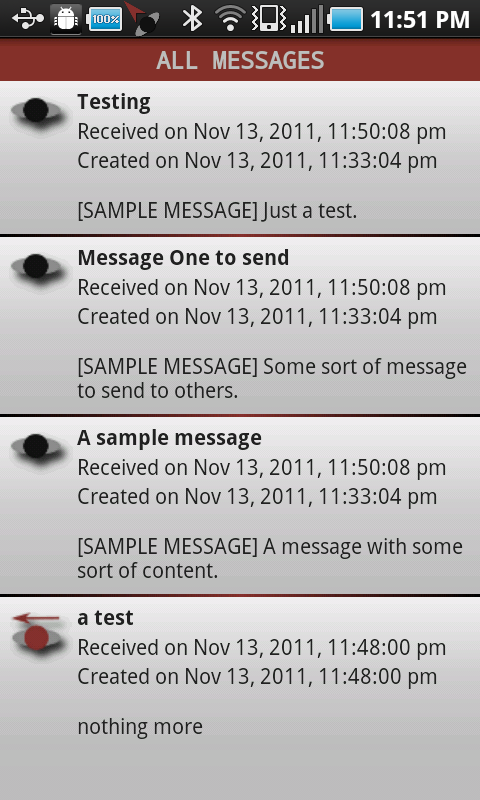 100% 11:51 PM
ALL MESSAGES
Testing
Received on Nov 13, 2011, 11:50:08 pm
Created on Nov 13, 2011, 11:33:04 pm
[SAMPLE MESSAGE] Just a test.
Message One to send
Received on Nov 13, 2011, 11:50:08 pm
Created on Nov 13, 2011, 11:33:04 pm
[SAMPLE MESSAGE] Some sort of message
to send to others.
A sample message
Received on Nov 13, 2011, 11:50:08 pm
Created on Nov 13, 2011, 11:33:04 pm
[SAMPLE MESSAGE] A message with some
sort of content.
a test
Received on Nov 13, 2011, 11:48:00 pm
Created on Nov 13, 2011, 11:48:00 pm
nothing more